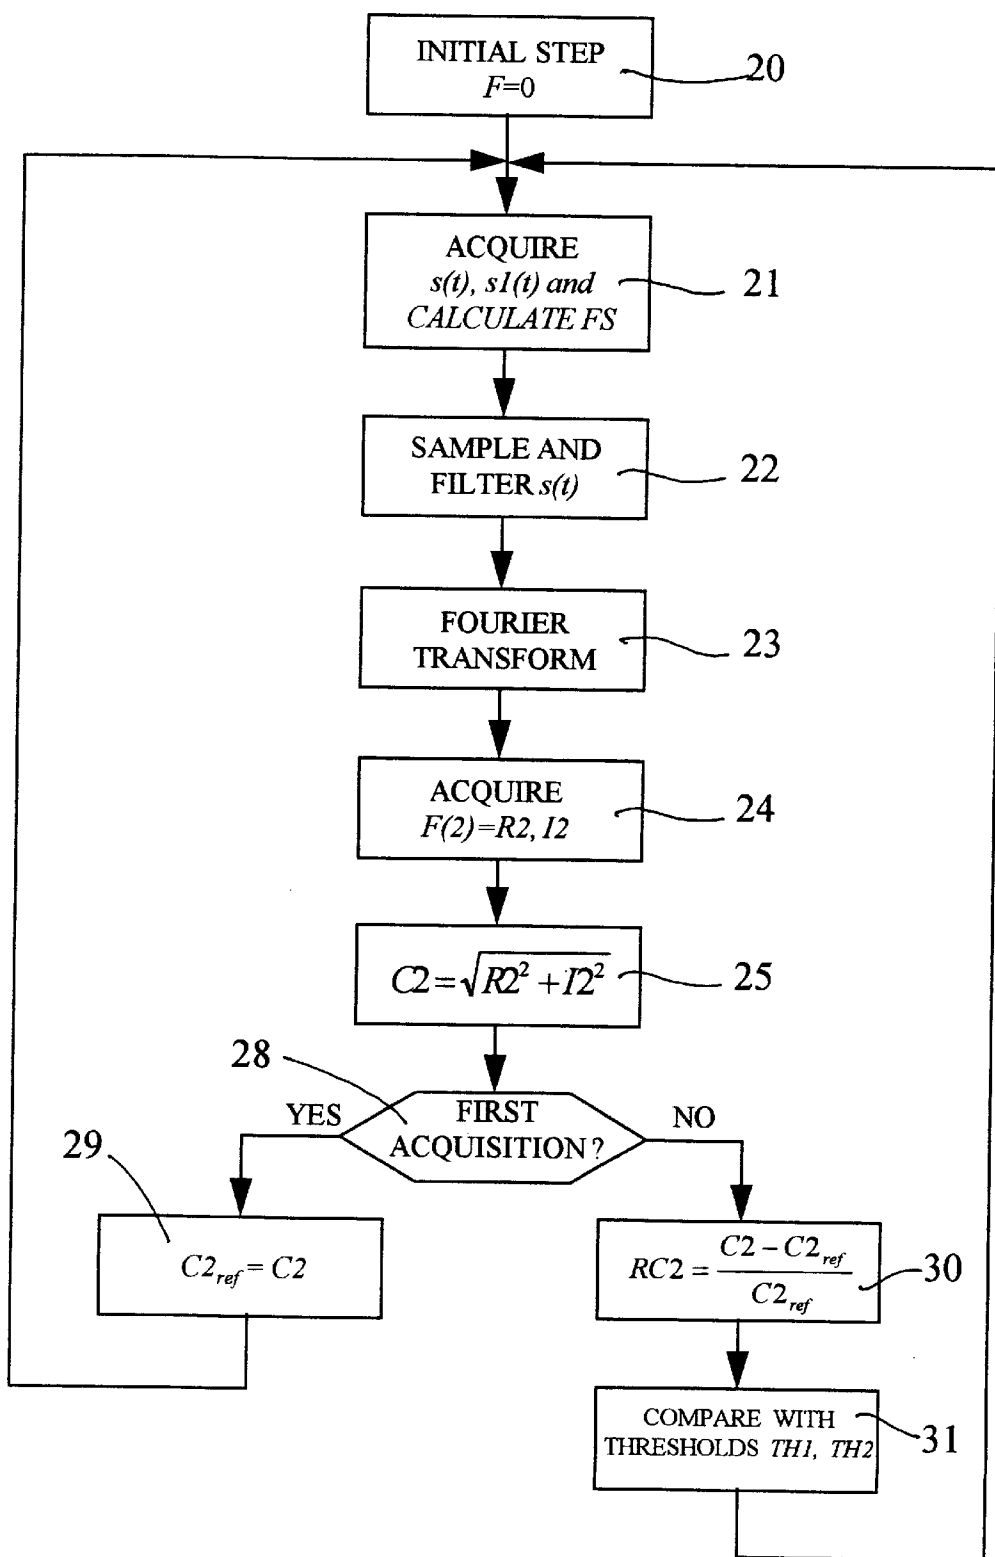 INITIAL STEP
F=0
20
ACQUIRE
s(t), s1(t) and
CALCULATE FS
21
SAMPLE AND
FILTER s(t)
22
FOURIER
TRANSFORM
23
ACQUIRE
F(2)=R2, I2
24
C2=√R2²+I2²
25
28
YES
FIRST
ACQUISITION?
NO
29
C2ref = C2
RC2 = (C2 − C2ref) / C2ref
30
COMPARE WITH
THRESHOLDS TH1, TH2
31